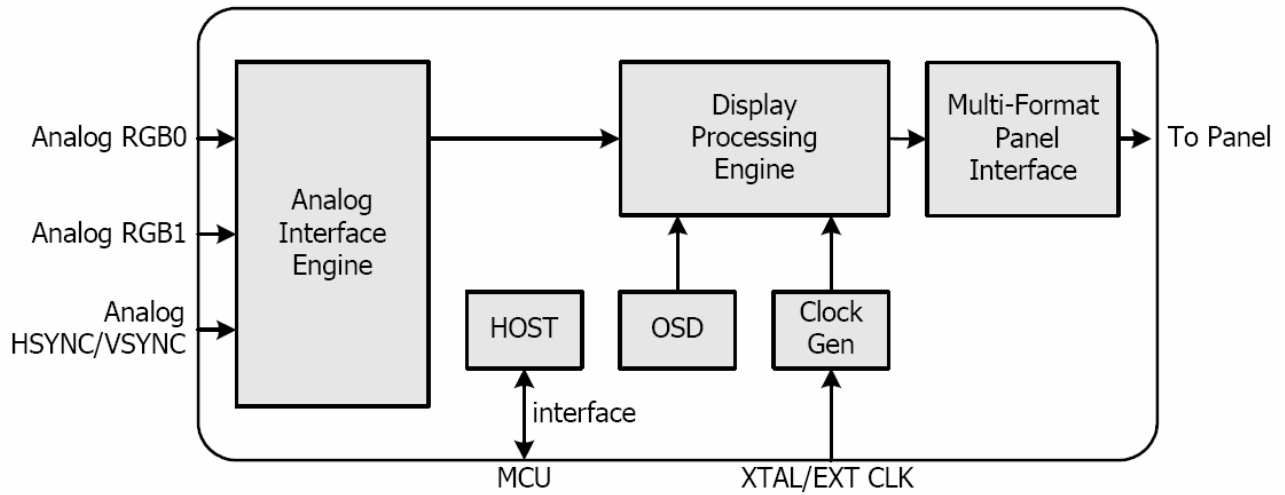 Analog RGB0
Analog RGB1
Analog
HSYNC/VSYNC
Analog
Interface
Engine
Display
Processing
Engine
Multi-Format
Panel
Interface
To Panel
HOST
OSD
Clock
Gen
interface
MCU
XTAL/EXT CLK